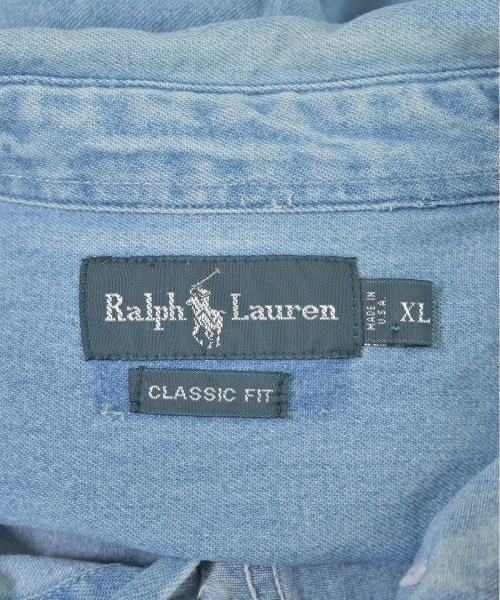 Ralph Lauren
MADE IN
U.S.A.
XL
CLASSIC FIT